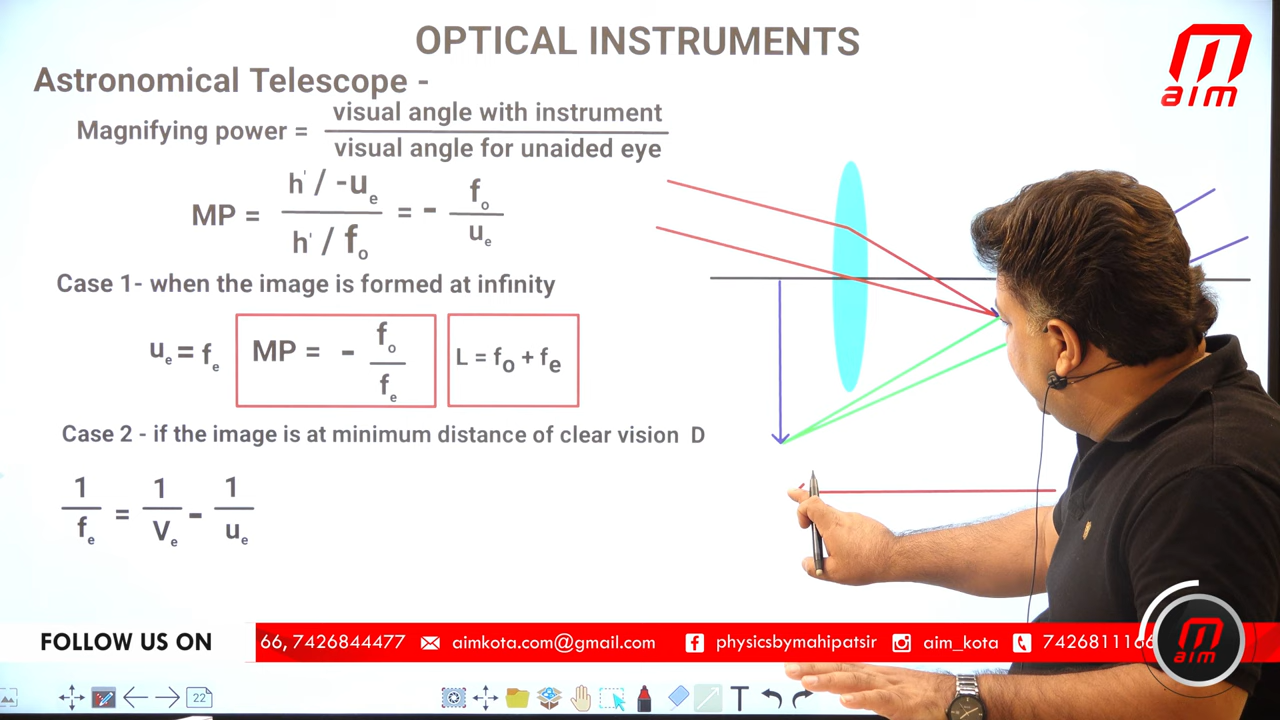 OPTICAL INSTRUMENTS
aim
Astronomical Telescope -
Magnifying power = visual angle with instrument / visual angle for unaided eye
MP = h' / -uₑ / h' / fₒ = - fₒ / uₑ
Case 1- when the image is formed at infinity
uₑ = fₑ MP = - fₒ / fₑ L = fₒ + fₑ
Case 2 - if the image is at minimum distance of clear vision D
1 / fₑ = 1 / Vₑ - 1 / uₑ
FOLLOW US ON 66, 7426844477 aimkota.com@gmail.com physicsbymahipatsir aim_kota 7426811166
aim
22 T